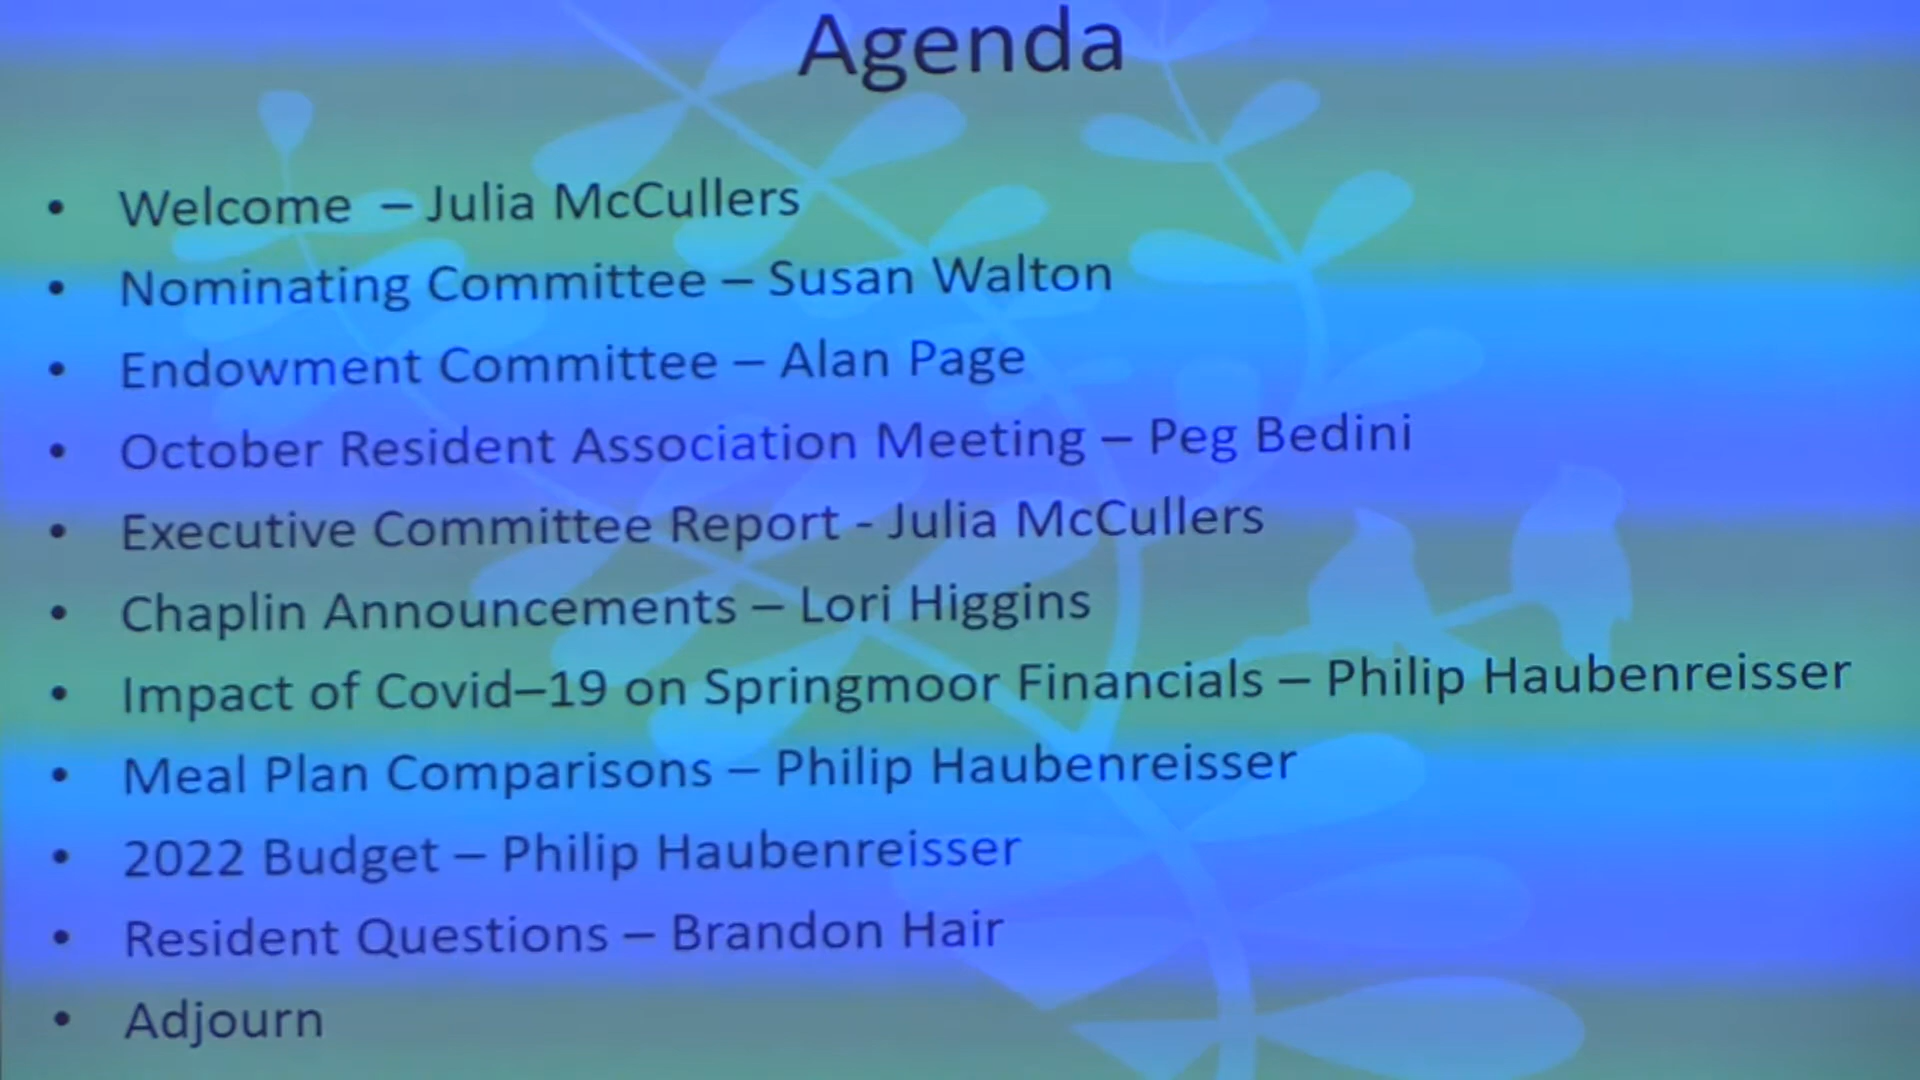 Agenda
• Welcome – Julia McCullers
• Nominating Committee – Susan Walton
• Endowment Committee – Alan Page
• October Resident Association Meeting – Peg Bedini
• Executive Committee Report - Julia McCullers
• Chaplin Announcements – Lori Higgins
• Impact of Covid–19 on Springmoor Financials – Philip Haubenreisser
• Meal Plan Comparisons – Philip Haubenreisser
• 2022 Budget – Philip Haubenreisser
• Resident Questions – Brandon Hair
• Adjourn